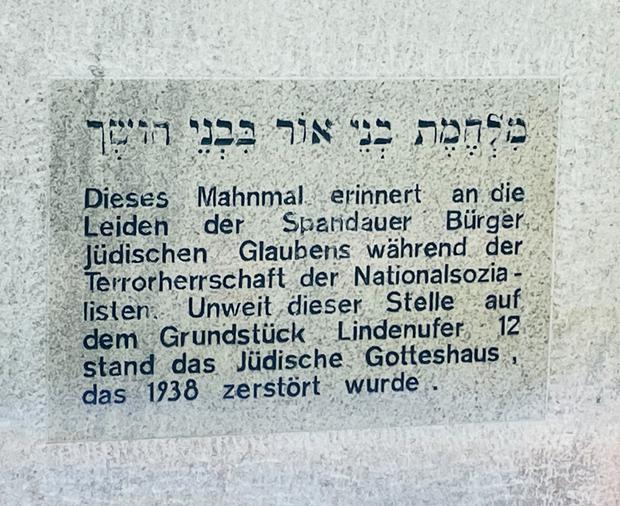 מִלְחֶמֶת בְּנֵי אוֹר בִּבְנֵי חוֹשֶׁך
Dieses Mahnmal erinnert an die
Leiden der Spandauer Bürger
Jüdischen Glaubens während der
Terrorherrschaft der Nationalsozia-
listen. Unweit dieser Stelle auf
dem Grundstück Lindenufer 12
stand das Jüdische Gotteshaus,
das 1938 zerstört wurde.